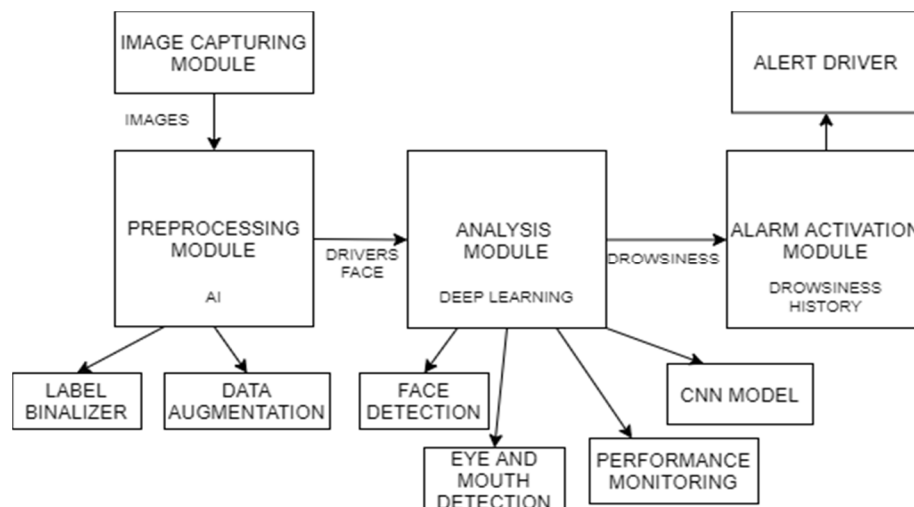 IMAGE CAPTURING
MODULE
ALERT DRIVER
IMAGES
PREPROCESSING
MODULE
AI
DRIVERS
FACE
ANALYSIS
MODULE
DEEP LEARNING
DROWSINESS
ALARM ACTIVATION
MODULE
DROWSINESS
HISTORY
LABEL
BINALIZER
DATA
AUGMENTATION
FACE
DETECTION
EYE AND
MOUTH
DETECTION
PERFORMANCE
MONITORING
CNN MODEL